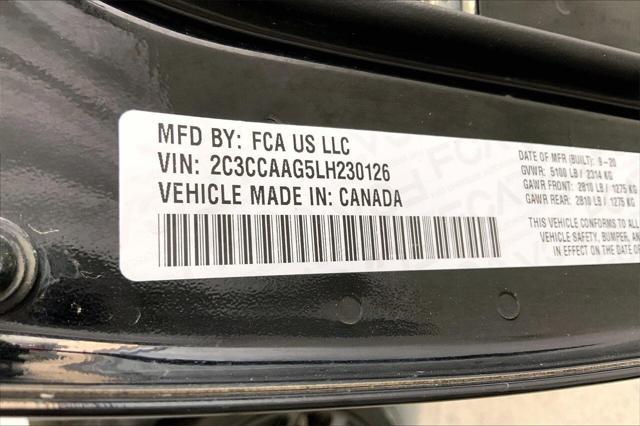 MFD BY: FCA US LLC
VIN: 2C3CCAAG5LH230126
VEHICLE MADE IN: CANADA
DATE OF MFR (BUILT): 9-20
GVWR: 5100 LB / 2314 KG
GAWR FRONT: 2810 LB / 1275 K
GAWR REAR: 2810 LB / 1275 KG
THIS VEHICLE CONFORMS TO ALL
VEHICLE SAFETY, BUMPER, AN
IN EFFECT ON THE DATE OF